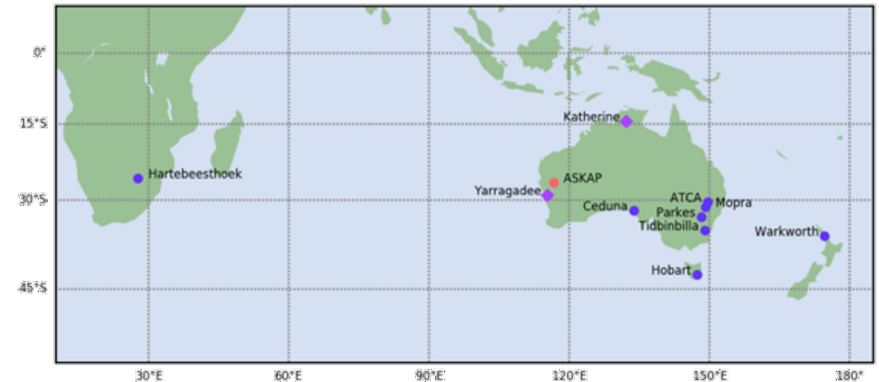 0°
Katherine
15°S
Hartebeesthoek
ASKAP
Yarragadee
30°S
ATCA
Mopra
Ceduna
Parkes
Tidbinbilla
Warkworth
Hobart
45°S
30°E
60°E
90°E
120°E
150°E
180°